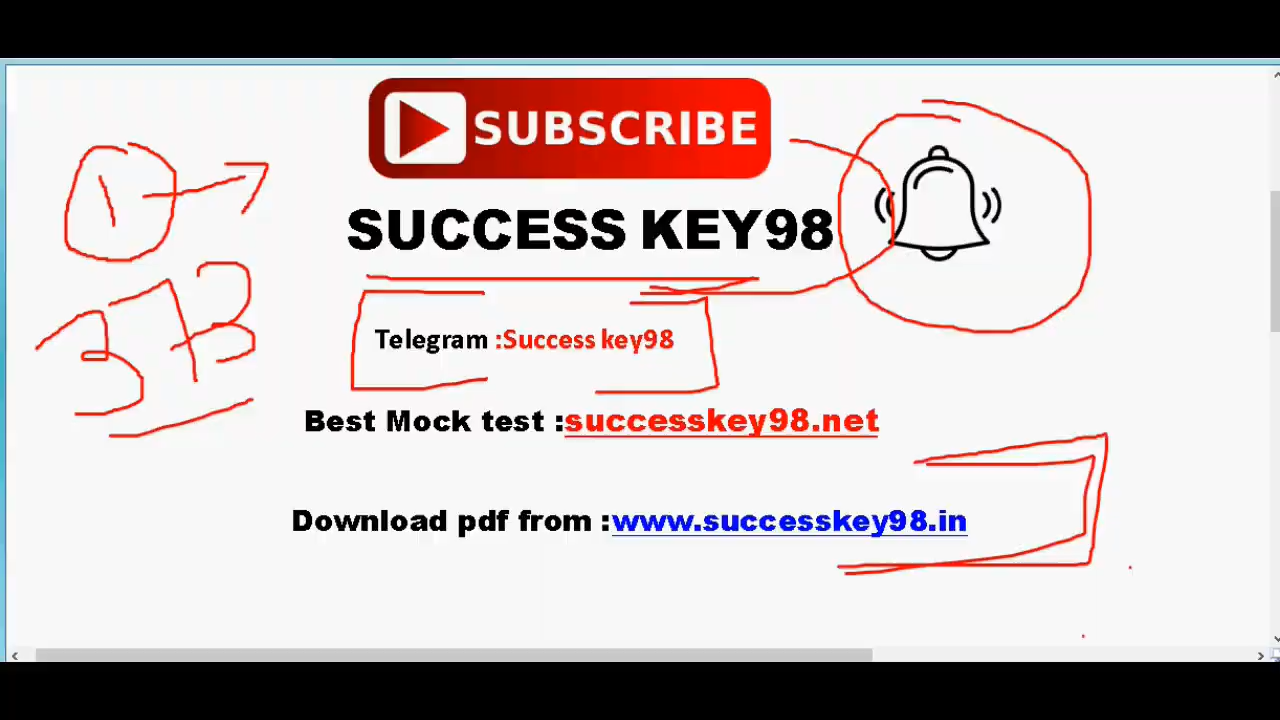 SUBSCRIBE
SUCCESS KEY98
Telegram :Success key98
Best Mock test :successkey98.net
Download pdf from :www.successkey98.in